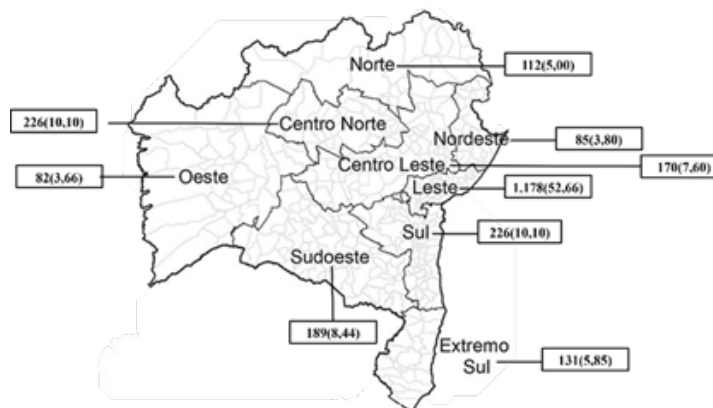 Norte
112(5,00)
226(10,10)
Centro Norte
Nordeste
85(3,80)
Centro Leste
170(7,60)
82(3,66)
Oeste
Leste
1.178(52,66)
Sul
226(10,10)
Sudoeste
189(8,44)
Extremo
Sul
131(5,85)